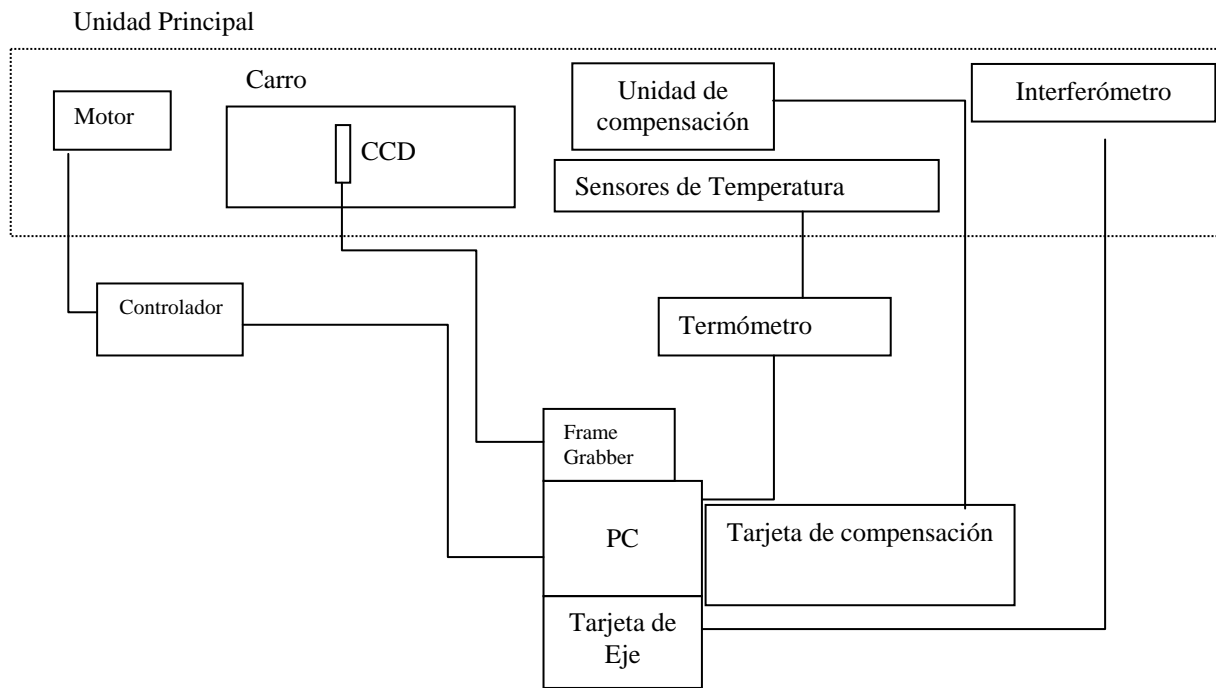 Unidad Principal
Carro
Motor
CCD
Unidad de
compensación
Interferómetro
Sensores de Temperatura
Controlador
Termómetro
Frame
Grabber
PC
Tarjeta de compensación
Tarjeta de
Eje